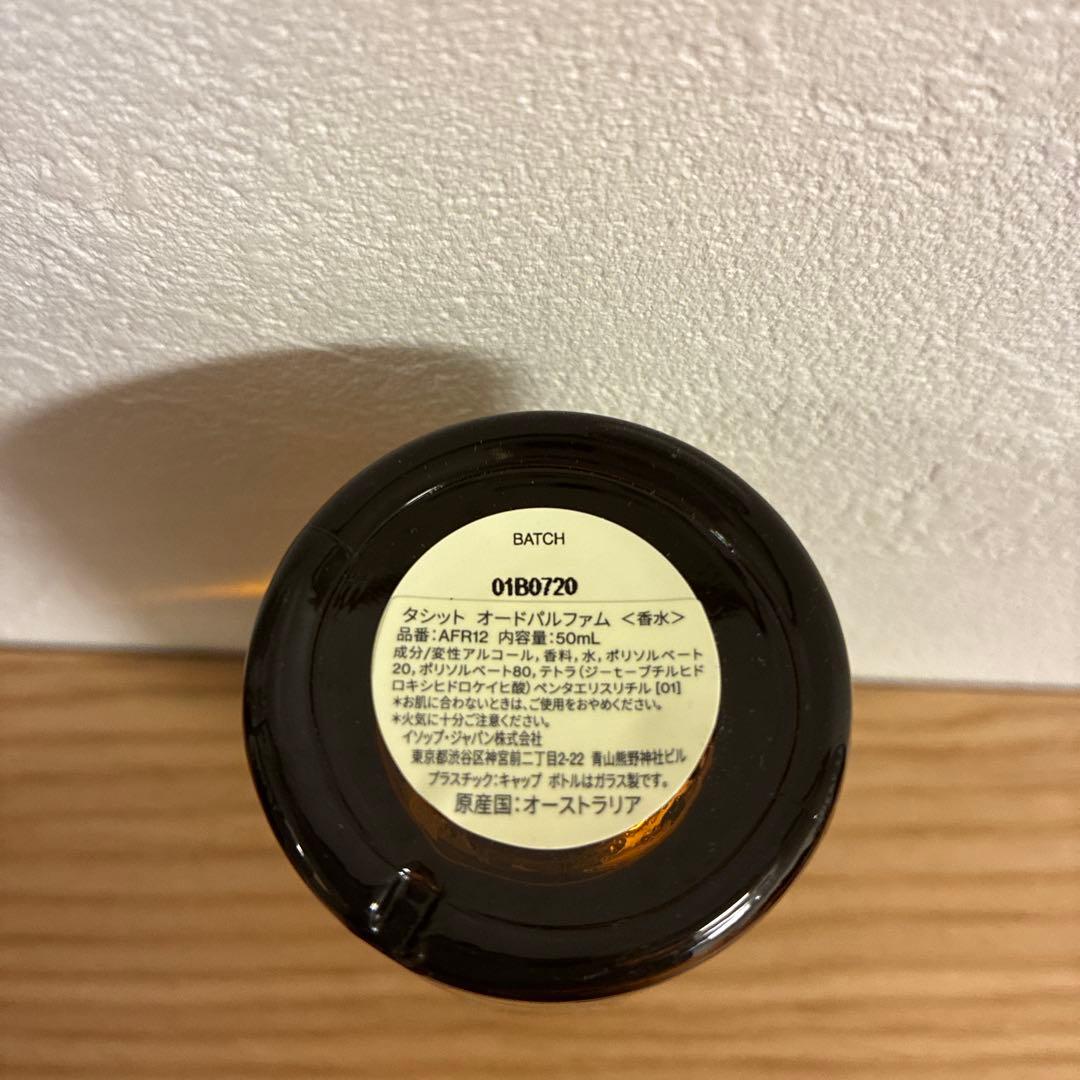 BATCH
01B0720
タシット オードパルファム <香水>
品番:AFR12 内容量:50mL
成分/変性アルコール,香料,水,ポリソルベート
20,ポリソルベート80,テトラ(ジ-セ-ブチルヒド
ロキシヒドロケイヒ酸)ペンタエリスリチル [01]
*お肌に合わないときは、ご使用をおやめください。
*火気に十分ご注意ください。
イソップ・ジャパン株式会社
東京都渋谷区神宮前二丁目2-22 青山熊野神社ビル
プラスチック:キャップ ボトルはガラス製です。
原産国:オーストラリア